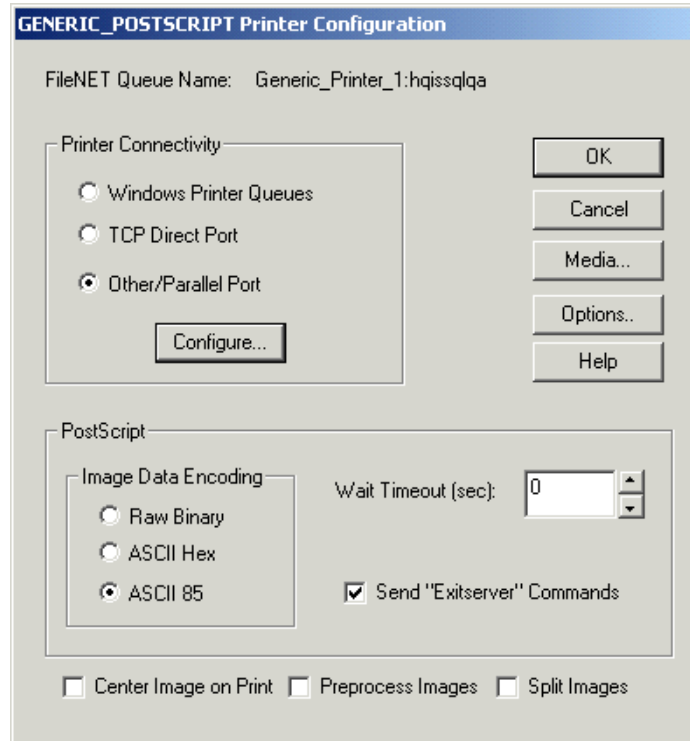 GENERIC_POSTSCRIPT Printer Configuration
FileNET Queue Name: Generic_Printer_1:hqissqlqa
Printer Connectivity
Windows Printer Queues
TCP Direct Port
Other/Parallel Port
Configure...
OK
Cancel
Media...
Options..
Help
PostScript
Image Data Encoding
Raw Binary
ASCII Hex
ASCII 85
Wait Timeout (sec): 0
Send "Exitserver" Commands
Center Image on Print Preprocess Images Split Images